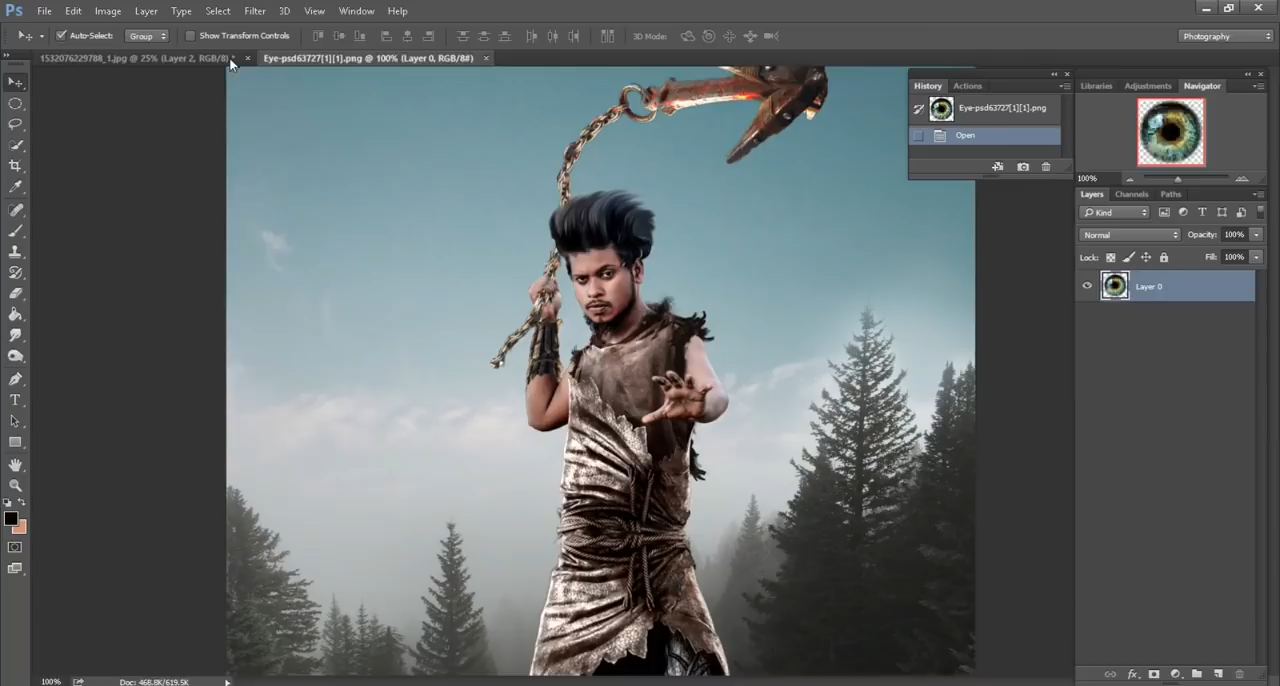 Ps File Edit Image Layer Type Select Filter 3D View Window Help
Auto-Select: Group Show Transform Controls 3D Mode: Photography
1532076229788_1.jpg @ 25% (Layer 2, RGB/8) * × Eye-psd63727[1][1].png @ 100% (Layer 0, RGB/8#) ×
History Actions
Eye-psd63727[1][1].png
Open
Libraries Adjustments Navigator
100%
Layers Channels Paths
Kind
Normal Opacity: 100%
Lock: Fill: 100%
Layer 0
100% Doc: 468.8K/619.5K